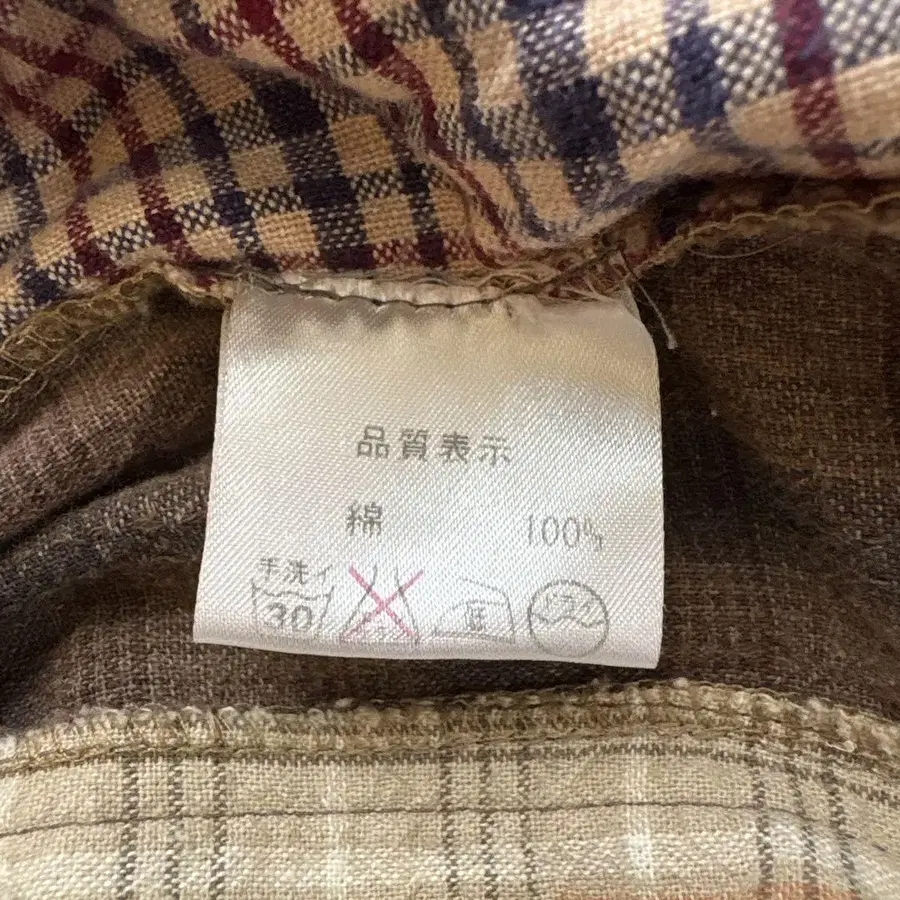 品質表示
綿 100%
手洗イ
30 ドライ